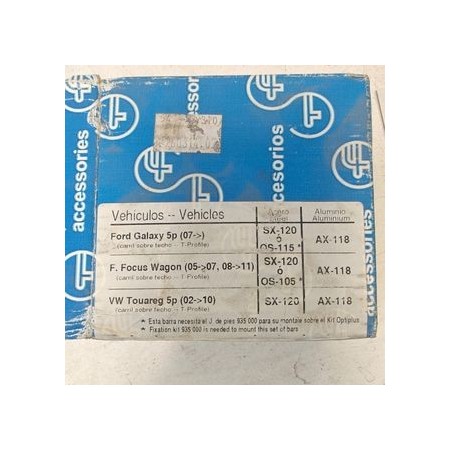 accessories
accessories
accessories
Vehículos -- Vehicles
Acero
Steel
Aluminio
Aluminium
Ford Galaxy 5p (07->)
(carril sobre techo -- T-Profile)
SX-120
ó
OS-115 *
AX-118
F. Focus Wagon (05->07, 08->11)
(carril sobre techo -- T-Profile)
SX-120
ó
OS-105 *
AX-118
VW Touareg 5p (02->10)
(carril sobre techo -- T-Profile)
SX-120
AX-118
* Esta barra necesita el J. de pies 935.000 para su montaje sobre el Kit Optiplus
* Fixation kit 935.000 is needed to mount this set of bars